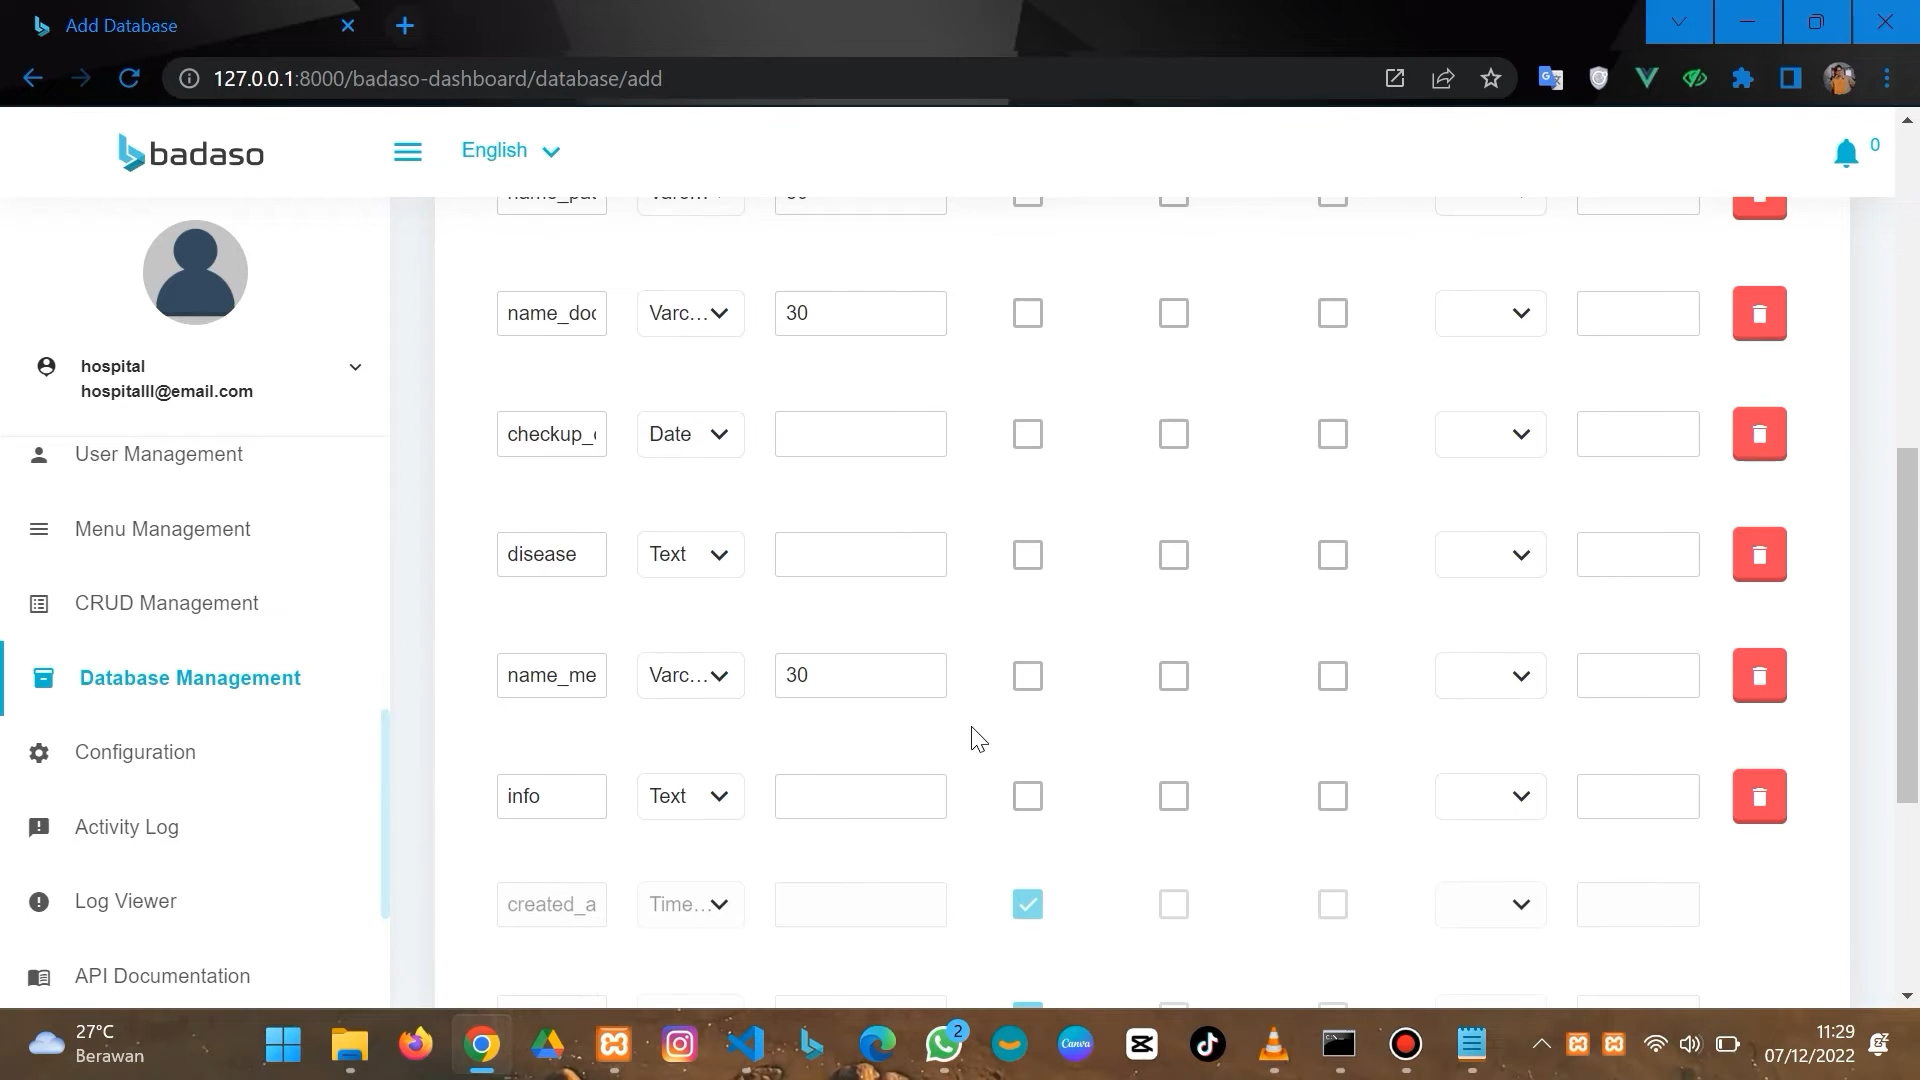 Add Database
127.0.0.1:8000/badaso-dashboard/database/add
badaso
English
0
hospital
hospitalll@email.com
User Management
Menu Management
CRUD Management
Database Management
Configuration
Activity Log
Log Viewer
API Documentation
name_doc
Varc...
30
checkup_
Date
disease
Text
name_me
Varc...
30
info
Text
created_a
Time...
27°C
Berawan
Canva
2
11:29
07/12/2022